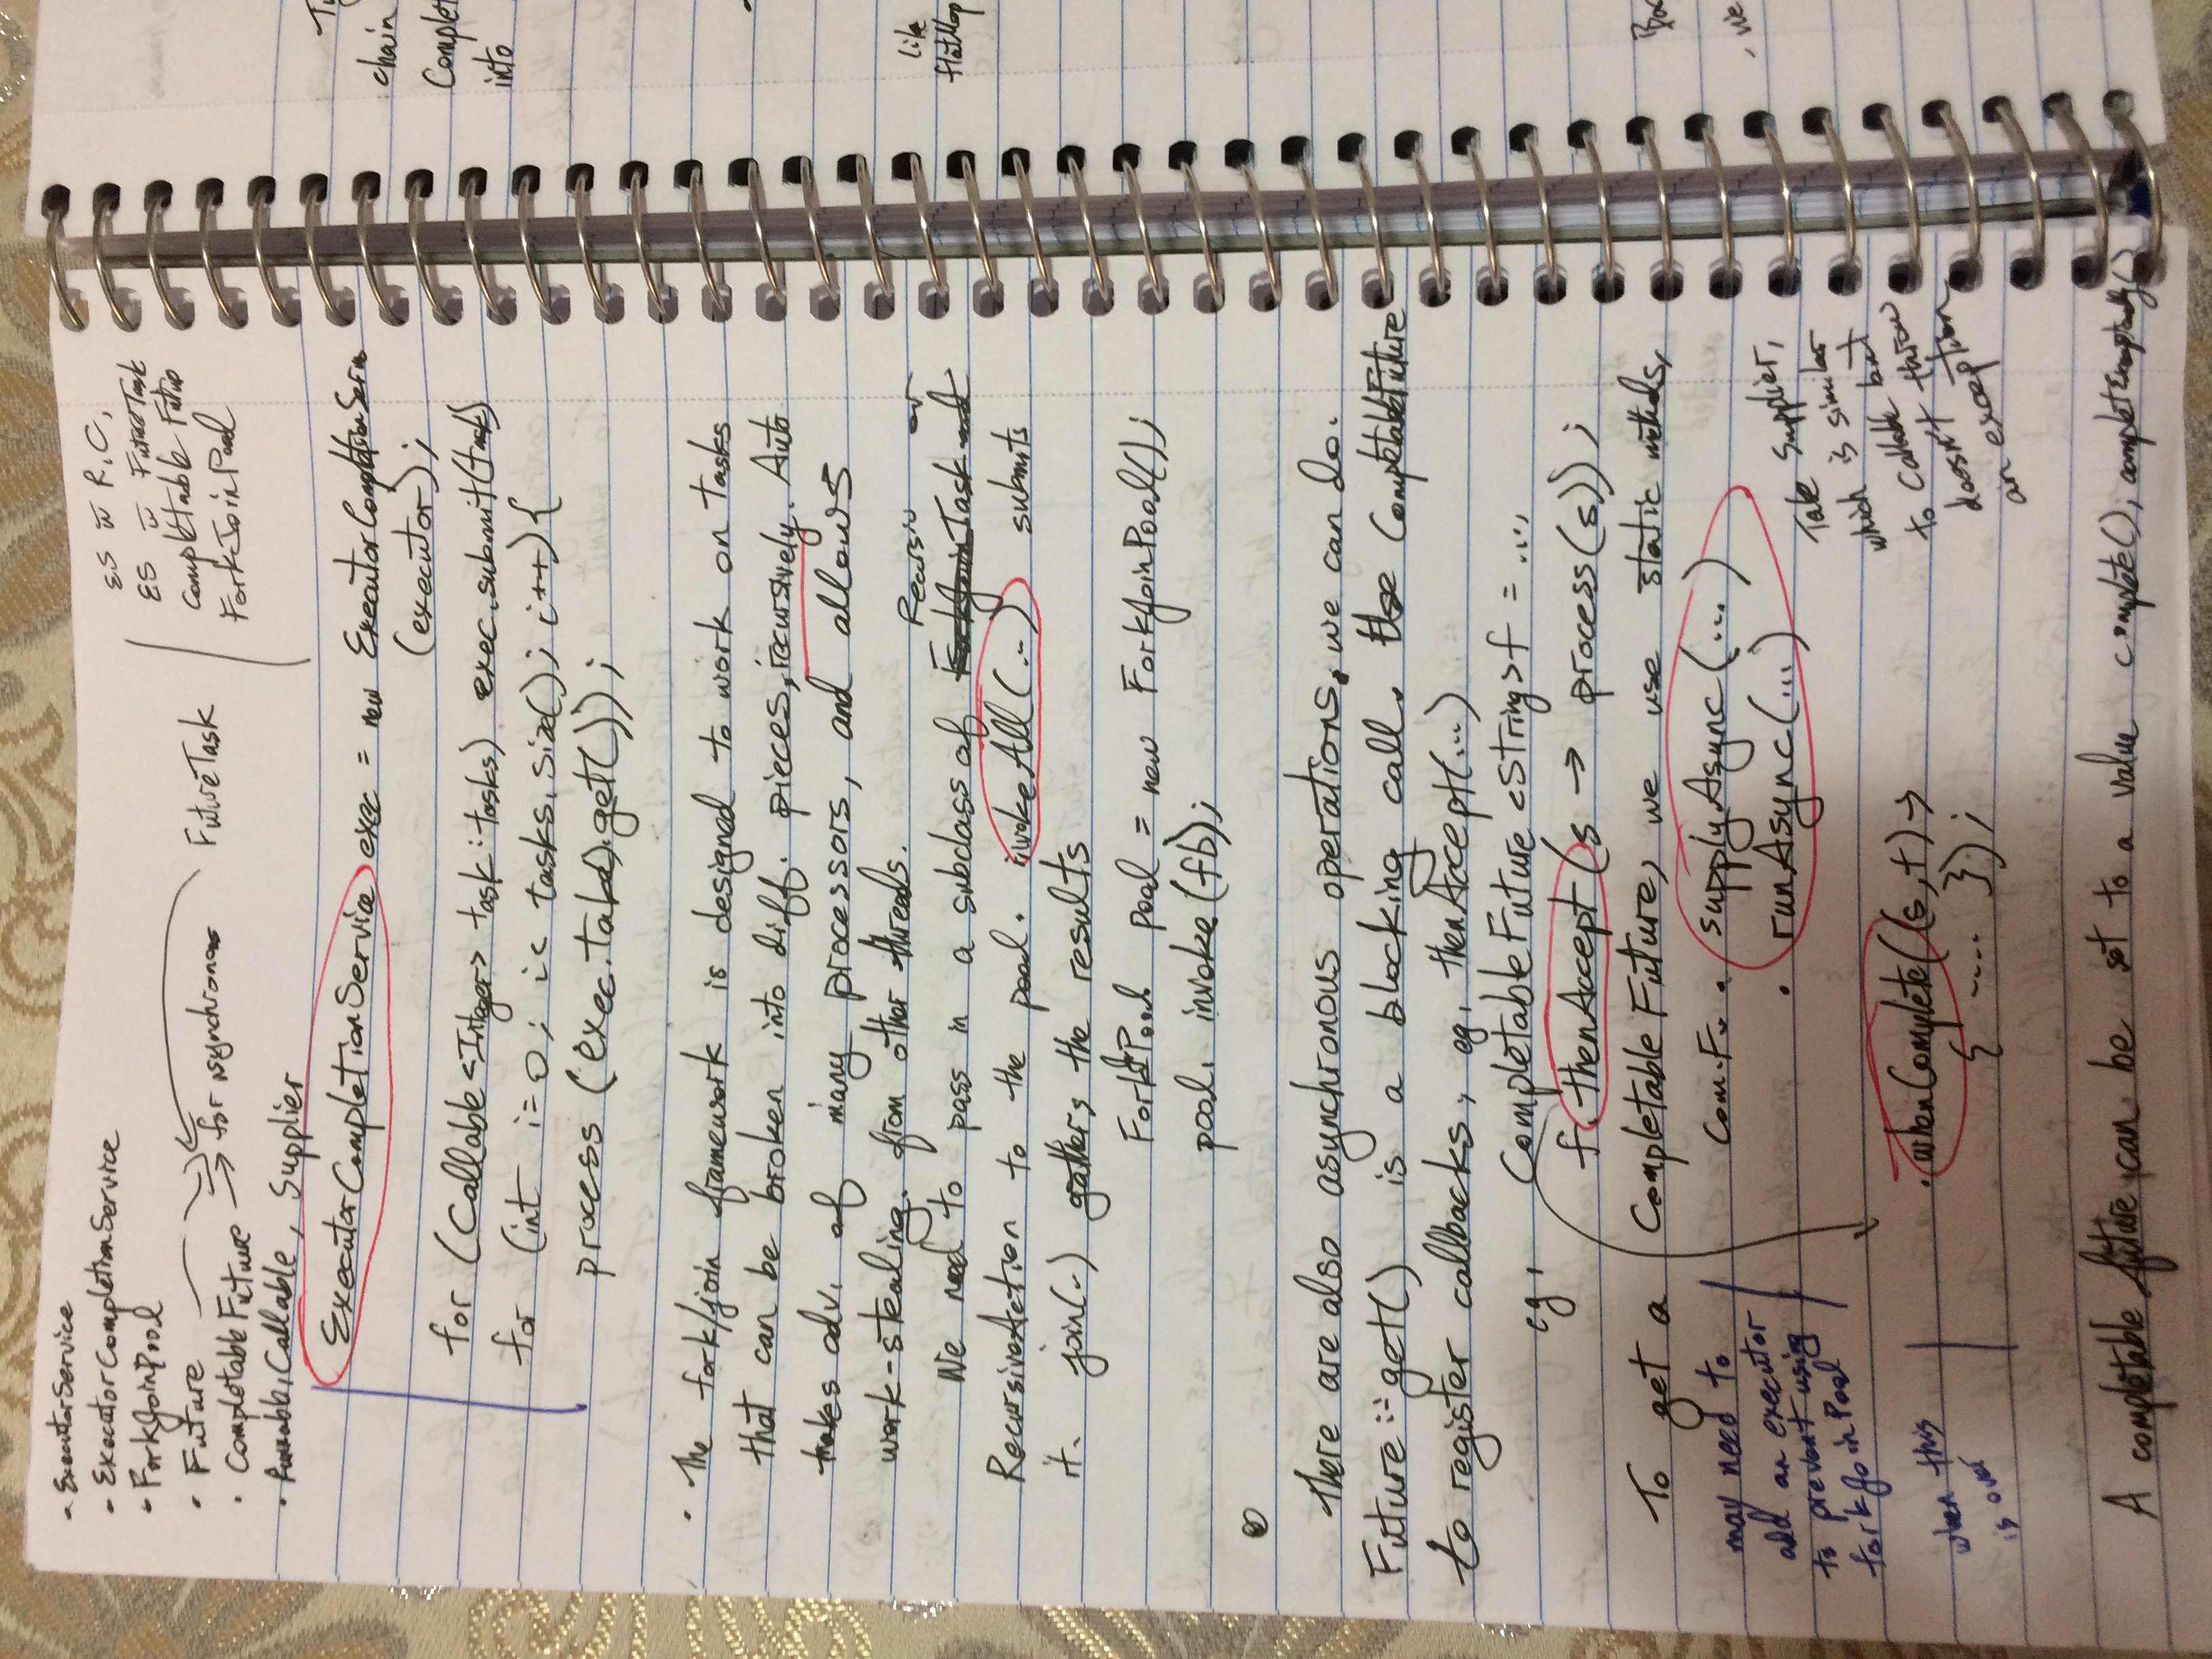 - ExecutorService
- ExecutorCompletionService
- ForkJoinPool
· Future
· CompletableFuture → for asynchronous
FutureTask
· Runnable, Callable, Supplier
ES w R, C,
ES w FutureTask
Completable Future
ForkJoinPool
ExecutorCompletionService exec = new ExecutorCompletionServ
(executor);
for (Callable<Integer> task : tasks) exec.submit(task)
for (int i=0; i< tasks.size(); i++){
process (exec.take().get());
· The fork/join framework is designed to work on tasks
that can be broken into diff. pieces, recursively. Auto
takes adv. of many processors, and allows
work-stealing. from other threads.
Recursiv or
We need to pass in a subclass of ForkJoinTask and
RecursiveAction to the pool. invokeAll(..) submits
it. join(..) gathers the results
ForkJPool pool = new ForkJoinPool();
pool. invoke (fb);
There are also asynchronous operations, we can do.
Future::get() is a blocking call. Use CompletableFuture
to register callbacks, eg, thenAccept(...)
eg, CompletableFuture <String> f = ...,
f. thenAccept (s → process(s));
To get a CompletableFuture, we use static methods,
Com.F. . supplyAsync (...)
. runAsync (...)
may need to
add an executor
to prevent using
forkJoinPool
Take Supplier,
which is similar
to Callable but
doesn't throw
an exception
.whenComplete((s,t) →
{ .... });
when this
is over
A completable future, can be set to a value complete(), completExceptionally()
chain
Complet
into
like
flatMap
- we